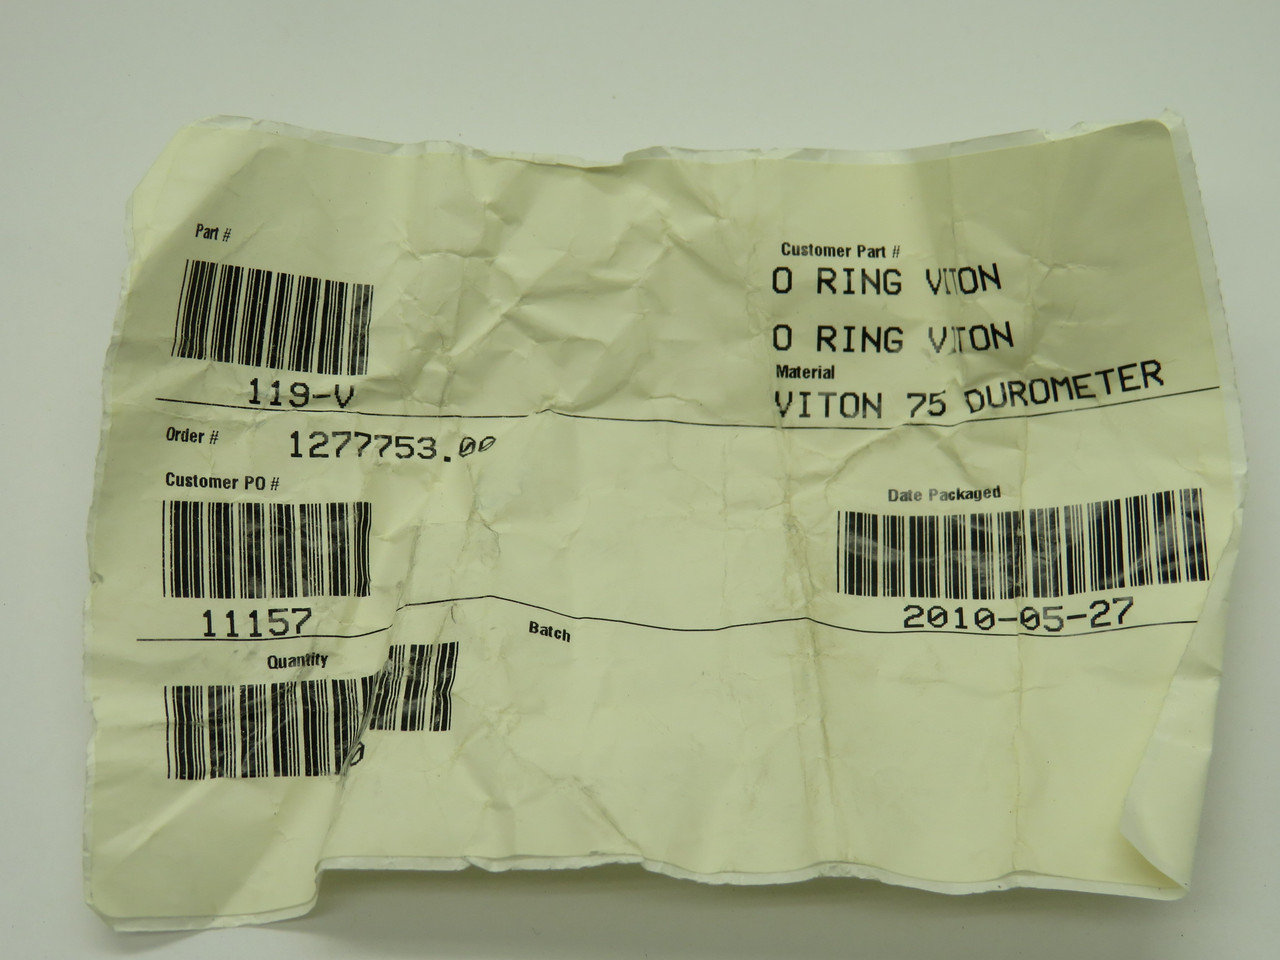 Part #
119-V
Customer Part #
O RING VITON
O RING VITON
Material
VITON 75 DUROMETER
Order # 1277753.00
Customer PO #
11157
Date Packaged
2010-05-27
Quantity
Batch